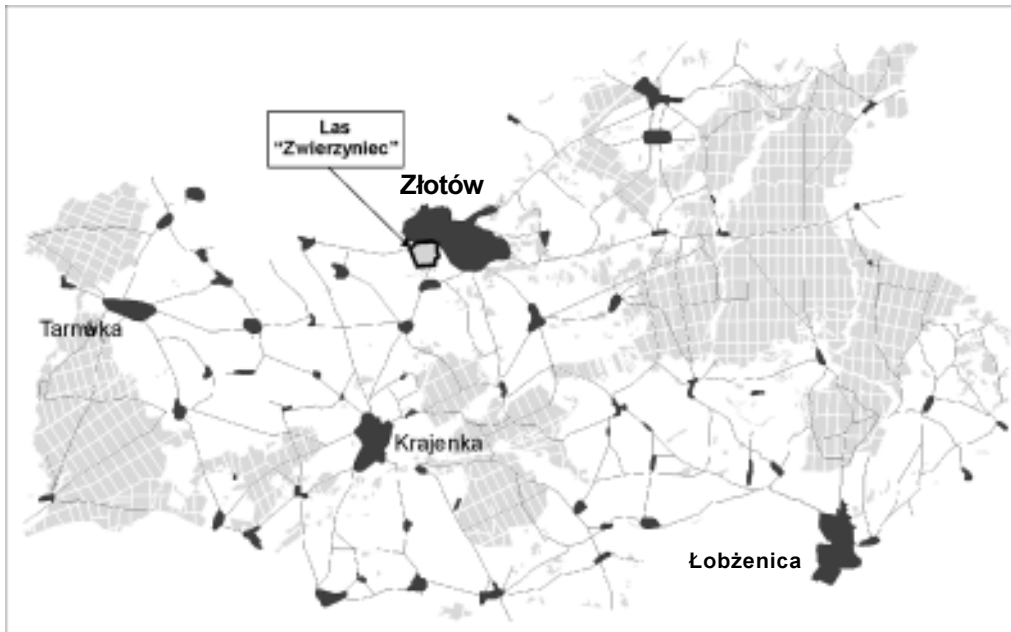 Las
“Zwierzyniec”
Złotów
Tarnówka
Krajenka
Łobżenica